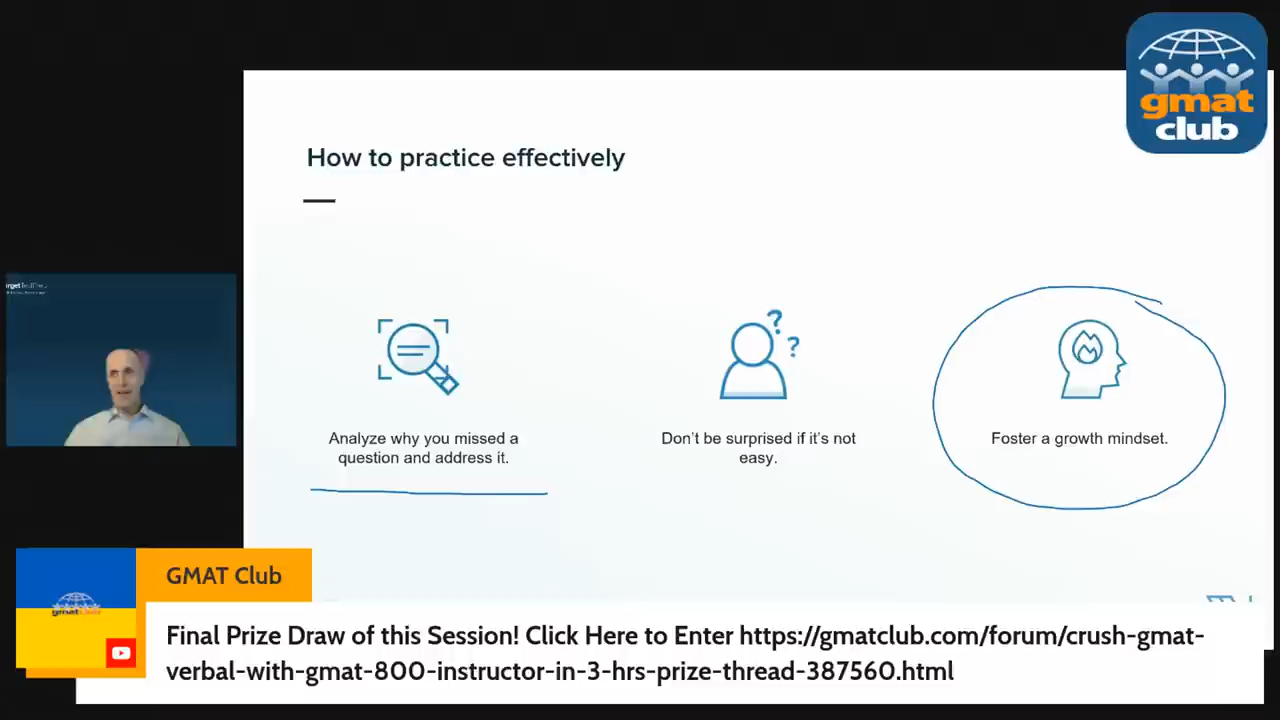 gmat
club
How to practice effectively
?
?
Analyze why you missed a
question and address it.
Don't be surprised if it's not
easy.
Foster a growth mindset.
GMAT Club
Final Prize Draw of this Session! Click Here to Enter https://gmatclub.com/forum/crush-gmat-
verbal-with-gmat-800-instructor-in-3-hrs-prize-thread-387560.html